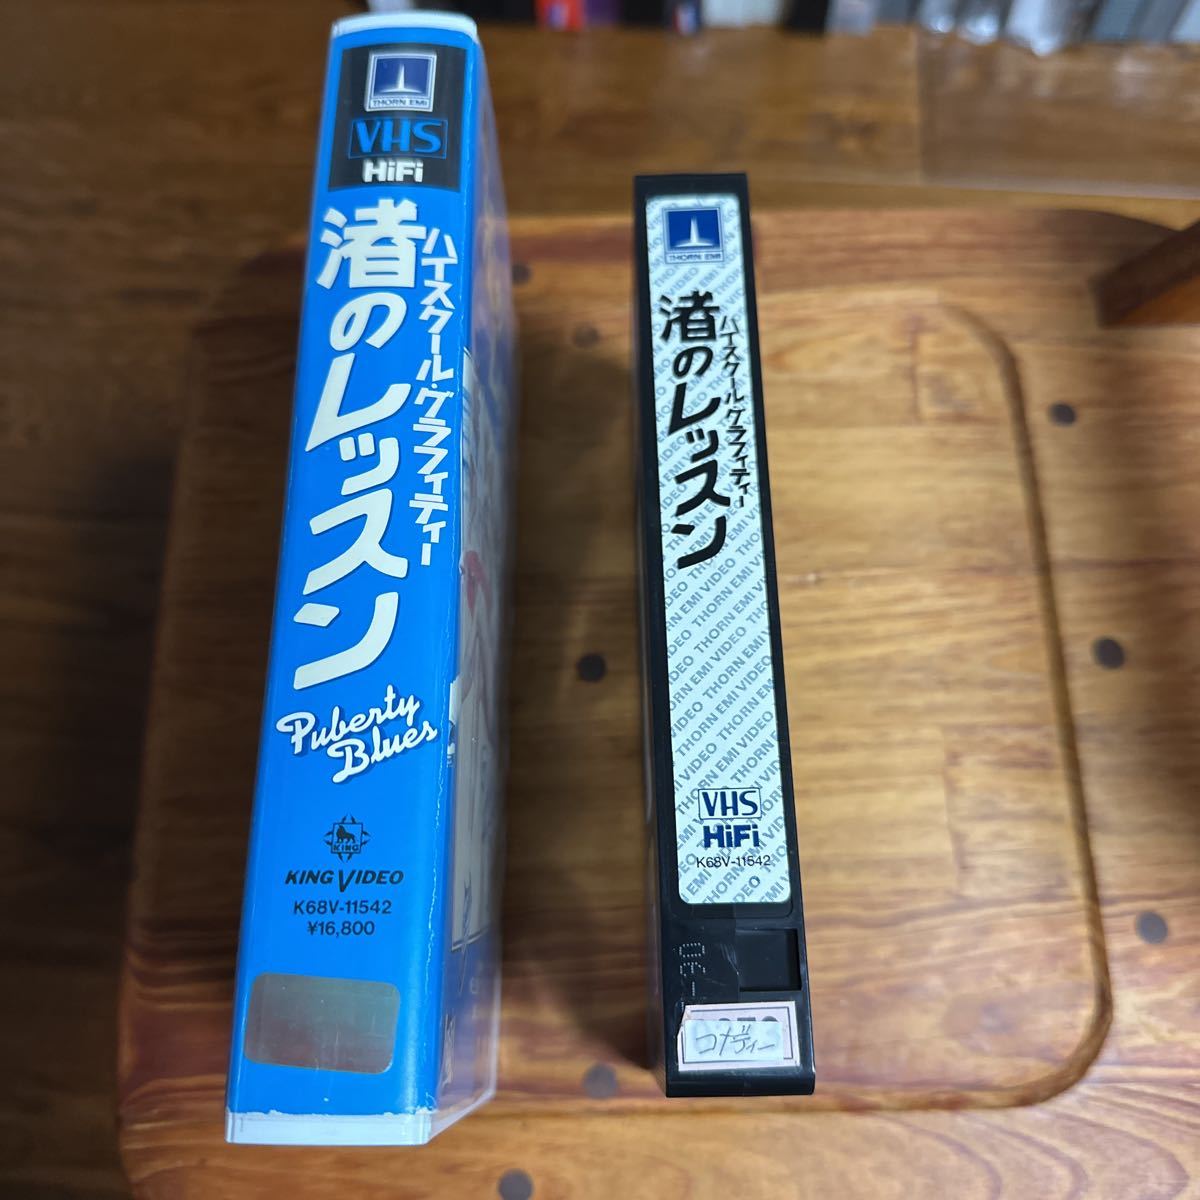 THORN EMI
VHS
HiFi
ハイスクール・グラフィティー
渚のレッスン
Puberty
Blues
KING
KING VIDEO
K68V-11542
¥16,800
THORN EMI
ハイスクール・グラフィティー
渚のレッスン
THORN EMI VIDEO THORN EMI VIDEO
VHS
HiFi
K68V-11542
コメディー